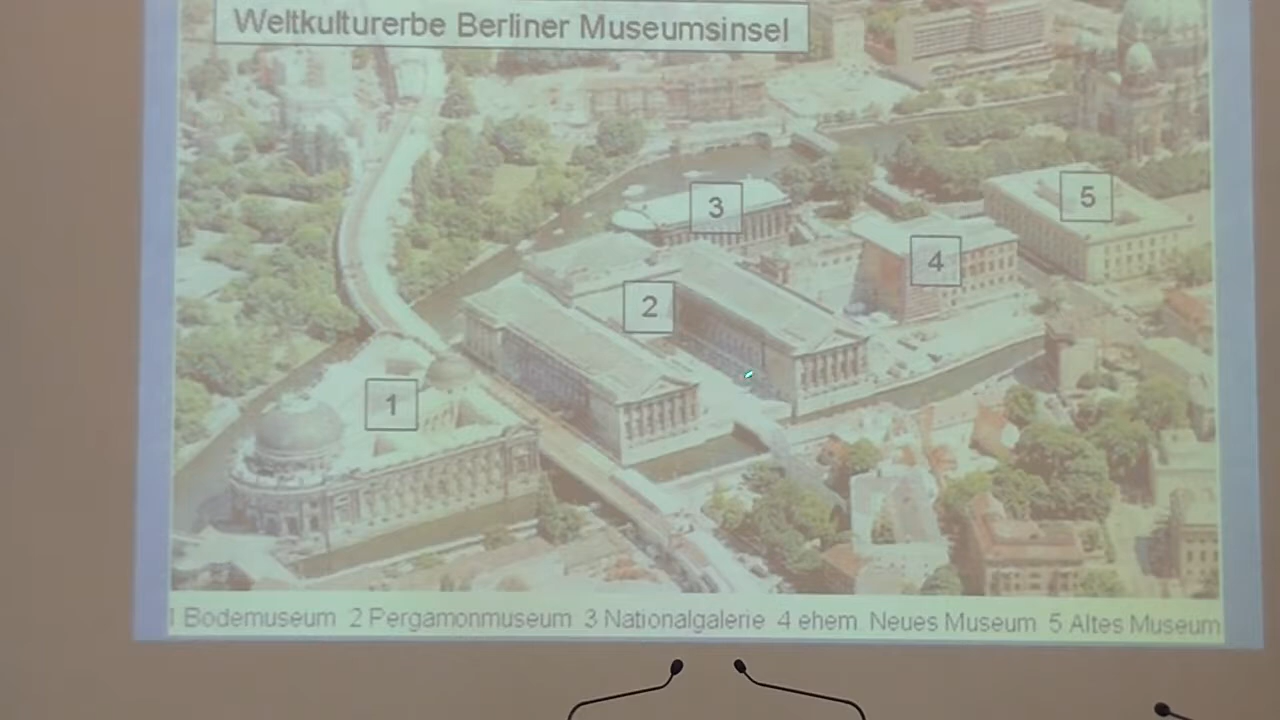 Weltkulturerbe Berliner Museumsinsel
3
5
4
2
1
1 Bodemuseum 2 Pergamonmuseum 3 Nationalgalerie 4 ehem. Neues Museum 5 Altes Museum